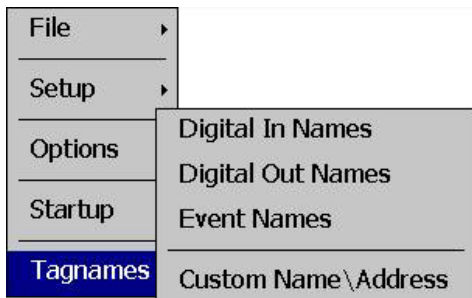 File
Setup
Options
Startup
Tagnames
Digital In Names
Digital Out Names
Event Names
Custom Name\Address